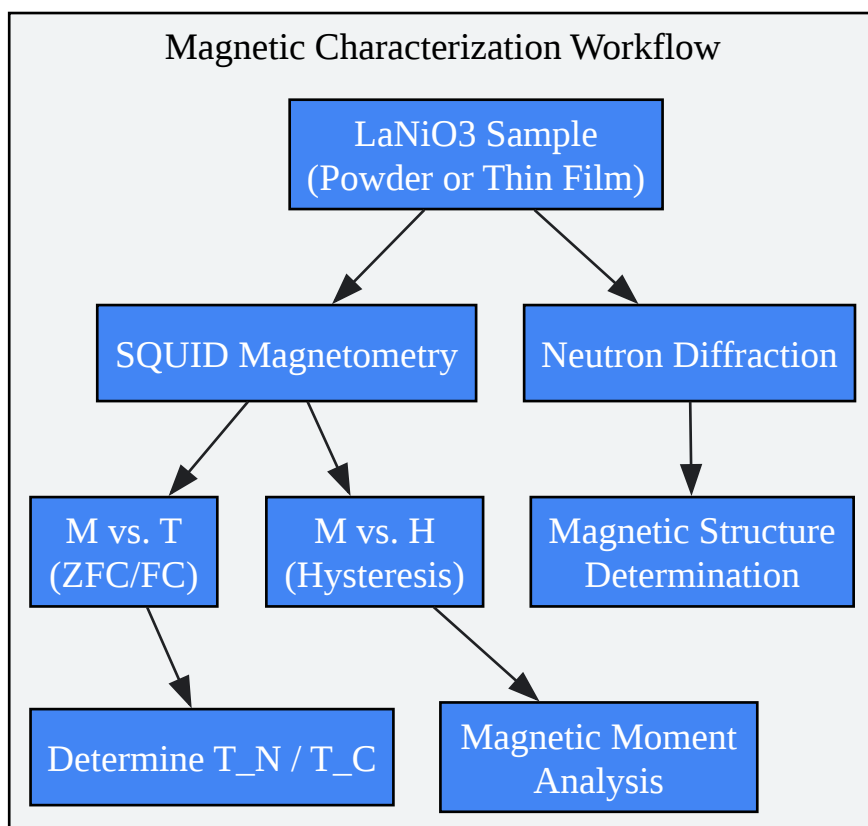 Magnetic Characterization Workflow
LaNiO3 Sample
(Powder or Thin Film)
SQUID Magnetometry
Neutron Diffraction
M vs. T
(ZFC/FC)
M vs. H
(Hysteresis)
Magnetic Structure
Determination
Determine T_N / T_C
Magnetic Moment
Analysis